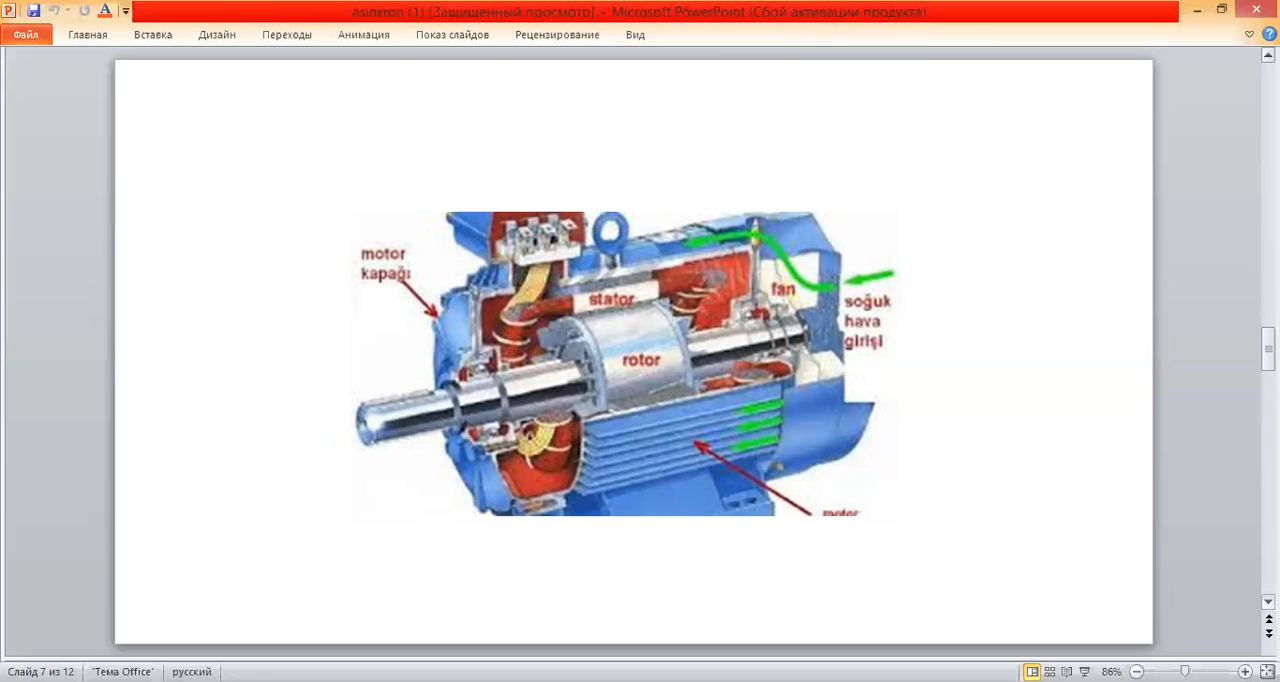 asinxron (1) [Защищенный просмотр] - Microsoft PowerPoint (Сбой активации продукта)
Файл Главная Вставка Дизайн Переходы Анимация Показ слайдов Рецензирование Вид
motor
kapağı
stator
fan
soğuk
hava
girişi
rotor
motor
Слайд 7 из 12 "Тема Office" русский 86%